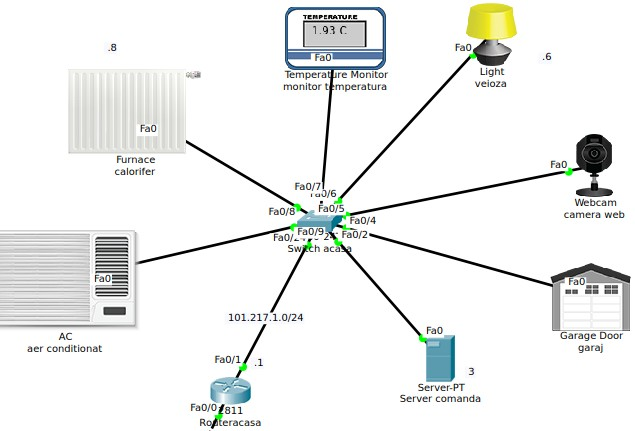 TEMPERATURE
1.93 C
Fa0
Temperature Monitor
monitor temperatura
.8
Fa0
Furnace
calorifer
Fa0
Light
veioza
.6
Fa0
Webcam
camera web
Fa0/7
Fa0/6
Fa0/8
Fa0/5
Fa0/4
Fa0/9
Fa0/2
Switch acasa
Fa0
AC
aer conditionat
Fa0
Garage Door
garaj
101.217.1.0/24
Fa0/1
.1
Fa0/0
2811
Routeracasa
Fa0
3
Server-PT
Server comanda